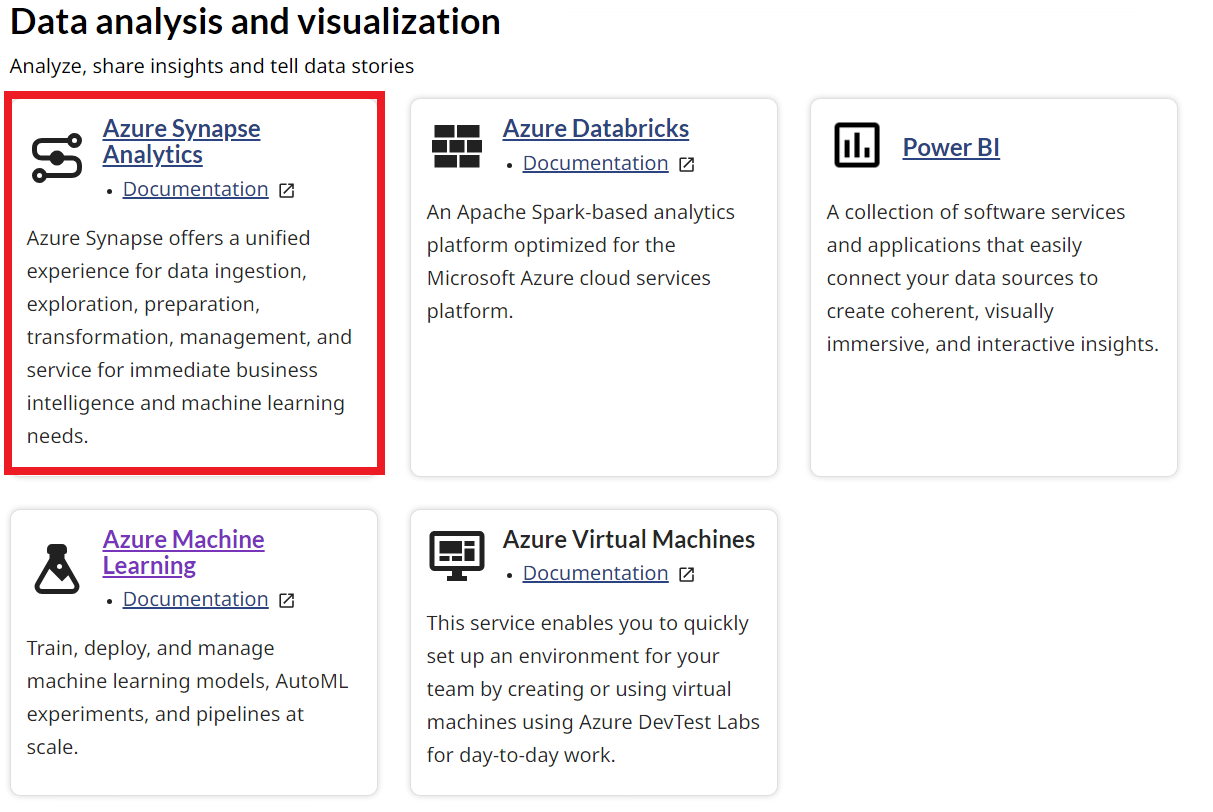 Data analysis and visualization
Analyze, share insights and tell data stories
Azure Synapse
Analytics
• Documentation
Azure Synapse offers a unified
experience for data ingestion,
exploration, preparation,
transformation, management, and
service for immediate business
intelligence and machine learning
needs.
Azure Databricks
• Documentation
An Apache Spark-based analytics
platform optimized for the
Microsoft Azure cloud services
platform.
Power BI
A collection of software services
and applications that easily
connect your data sources to
create coherent, visually
immersive, and interactive insights.
Azure Machine
Learning
• Documentation
Train, deploy, and manage
machine learning models, AutoML
experiments, and pipelines at
scale.
Azure Virtual Machines
• Documentation
This service enables you to quickly
set up an environment for your
team by creating or using virtual
machines using Azure DevTest Labs
for day-to-day work.